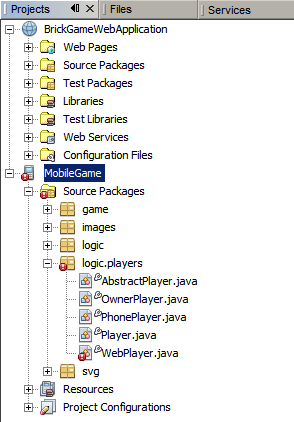 Projects Files Services
BrickGameWebApplication
Web Pages
Source Packages
Test Packages
Libraries
Test Libraries
Web Services
Configuration Files
MobileGame
Source Packages
game
images
logic
logic.players
AbstractPlayer.java
OwnerPlayer.java
PhonePlayer.java
Player.java
WebPlayer.java
svg
Resources
Project Configurations